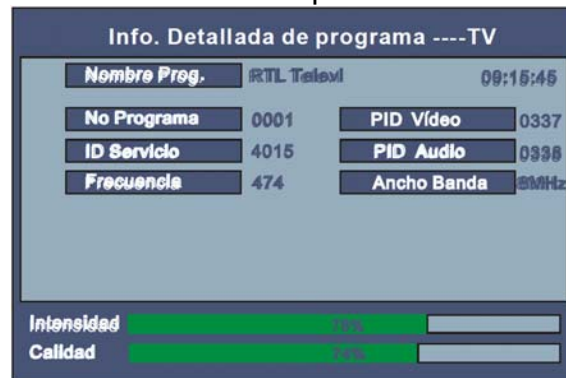 Info. Detallada de programa ----TV
Nombre Prog. RTL Televi 09:15:45
No Programa 0001 PID Vídeo 0337
ID Servicio 4015 PID Audio 0338
Frecuencia 474 Ancho Banda 8MHz
Intensidad
Calidad 74%